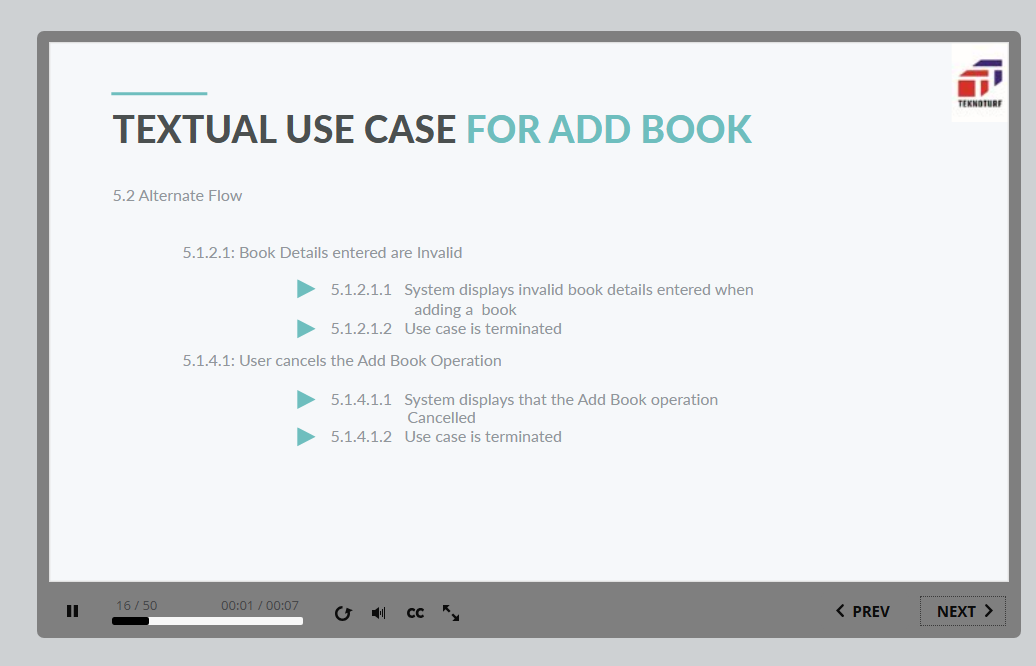 TEKNOTURF
TEXTUAL USE CASE FOR ADD BOOK
5.2 Alternate Flow
5.1.2.1: Book Details entered are Invalid
5.1.2.1.1 System displays invalid book details entered when
adding a book
5.1.2.1.2 Use case is terminated
5.1.4.1: User cancels the Add Book Operation
5.1.4.1.1 System displays that the Add Book operation
Cancelled
5.1.4.1.2 Use case is terminated
16 / 50 00:01 / 00:07
CC
PREV NEXT